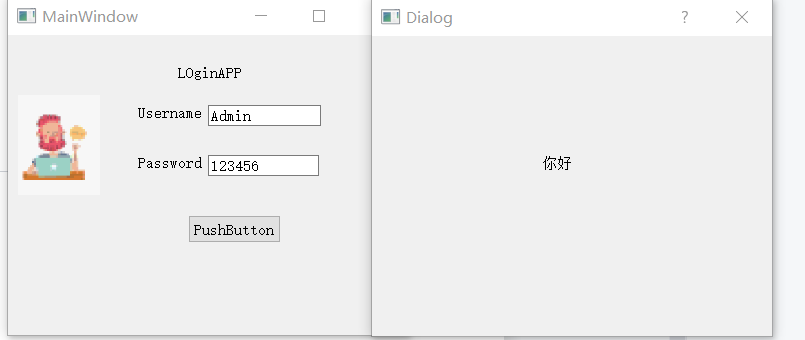 MainWindow
LOginAPP
Username Admin
Password 123456
PushButton
Dialog
?
你好